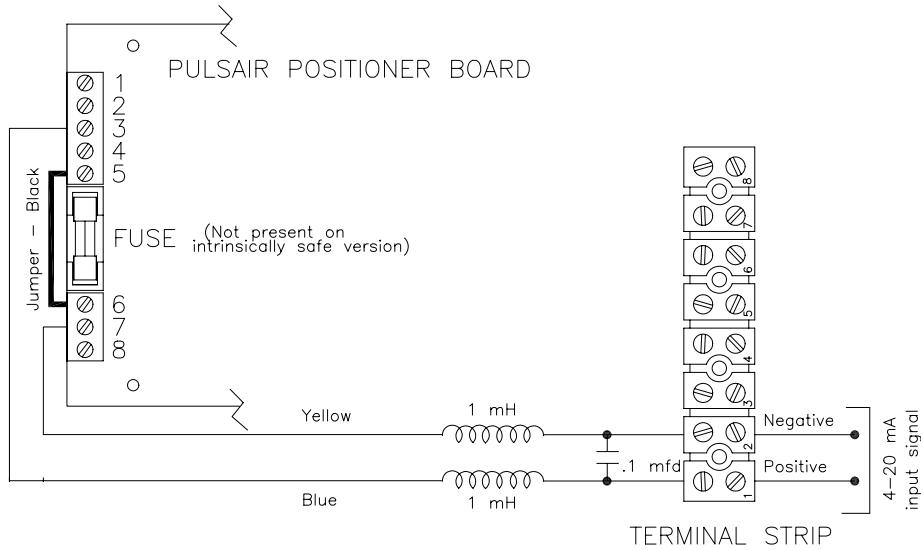 PULSAIR POSITIONER BOARD
1
2
3
4
5
Jumper – Black
FUSE
(Not present on
intrinsically safe version)
6
7
8
8
7
6
5
4
3
2
1
Yellow
1 mH
Negative
.1 mfd
Positive
Blue
1 mH
4–20 mA
input signal
TERMINAL STRIP